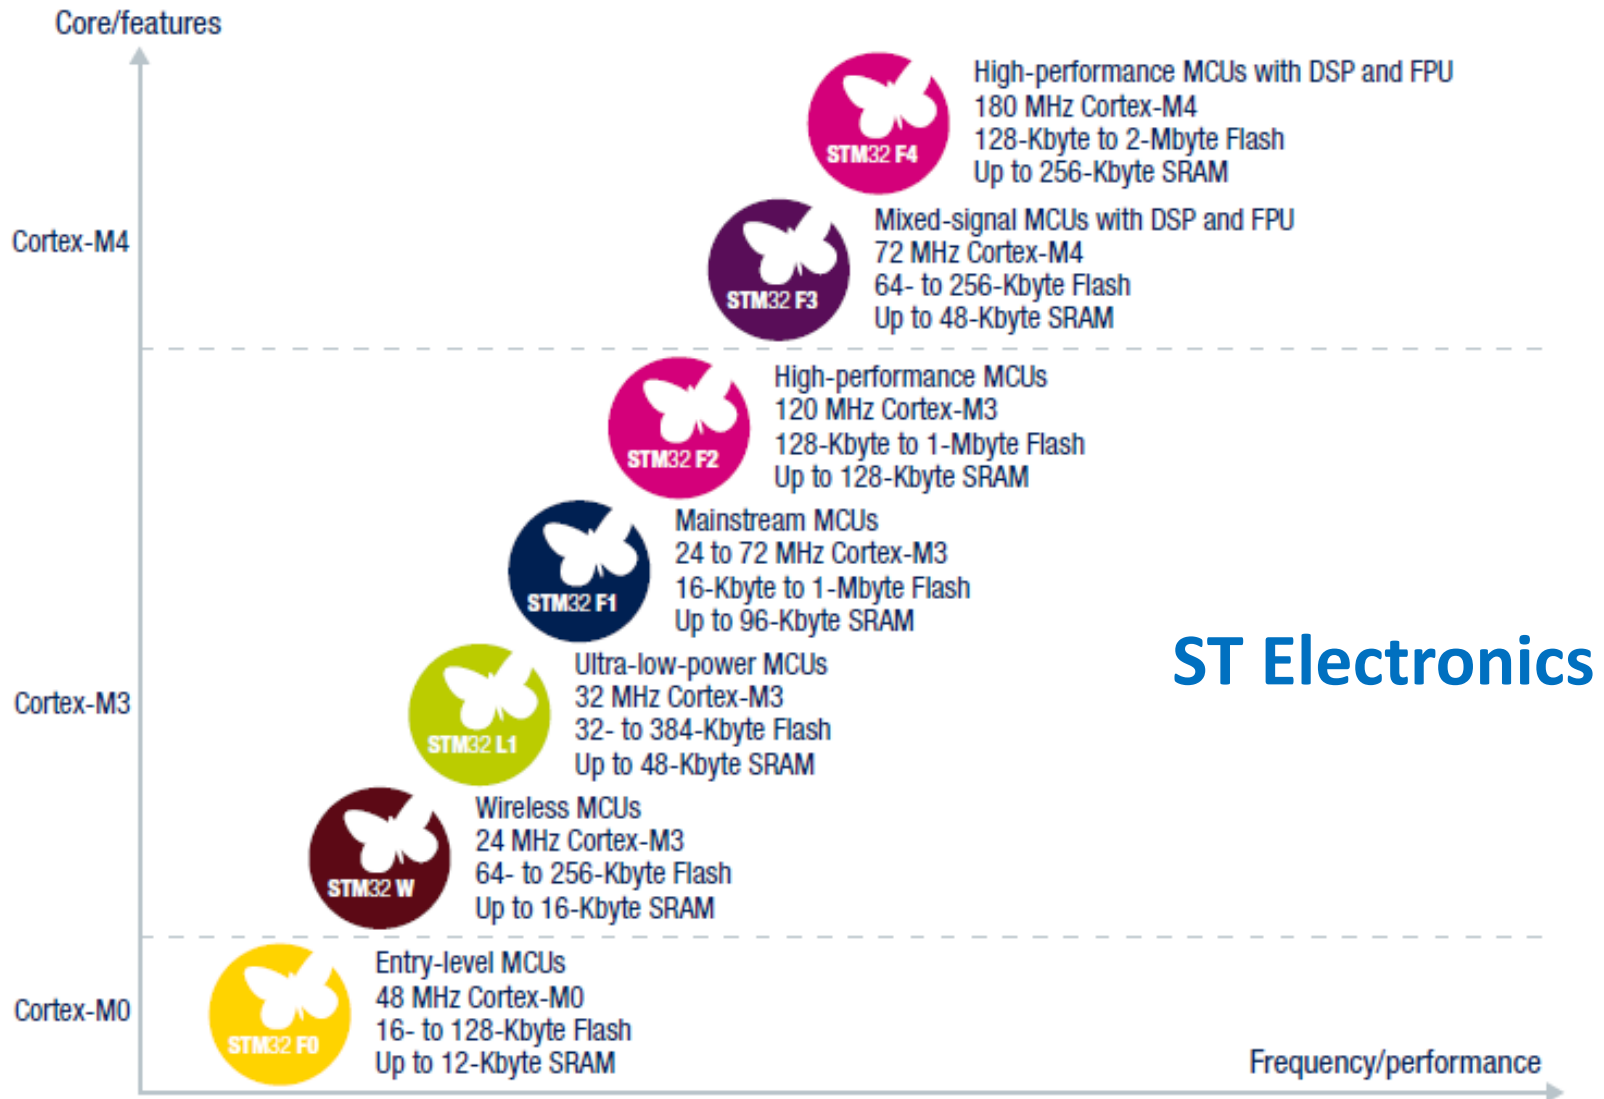 Core/features
STM32 F4
High-performance MCUs with DSP and FPU
180 MHz Cortex-M4
128-Kbyte to 2-Mbyte Flash
Up to 256-Kbyte SRAM
Cortex-M4
STM32 F3
Mixed-signal MCUs with DSP and FPU
72 MHz Cortex-M4
64- to 256-Kbyte Flash
Up to 48-Kbyte SRAM
STM32 F2
High-performance MCUs
120 MHz Cortex-M3
128-Kbyte to 1-Mbyte Flash
Up to 128-Kbyte SRAM
STM32 F1
Mainstream MCUs
24 to 72 MHz Cortex-M3
16-Kbyte to 1-Mbyte Flash
Up to 96-Kbyte SRAM
ST Electronics
Cortex-M3
STM32 L1
Ultra-low-power MCUs
32 MHz Cortex-M3
32- to 384-Kbyte Flash
Up to 48-Kbyte SRAM
STM32 W
Wireless MCUs
24 MHz Cortex-M3
64- to 256-Kbyte Flash
Up to 16-Kbyte SRAM
Cortex-M0
STM32 F0
Entry-level MCUs
48 MHz Cortex-M0
16- to 128-Kbyte Flash
Up to 12-Kbyte SRAM
Frequency/performance